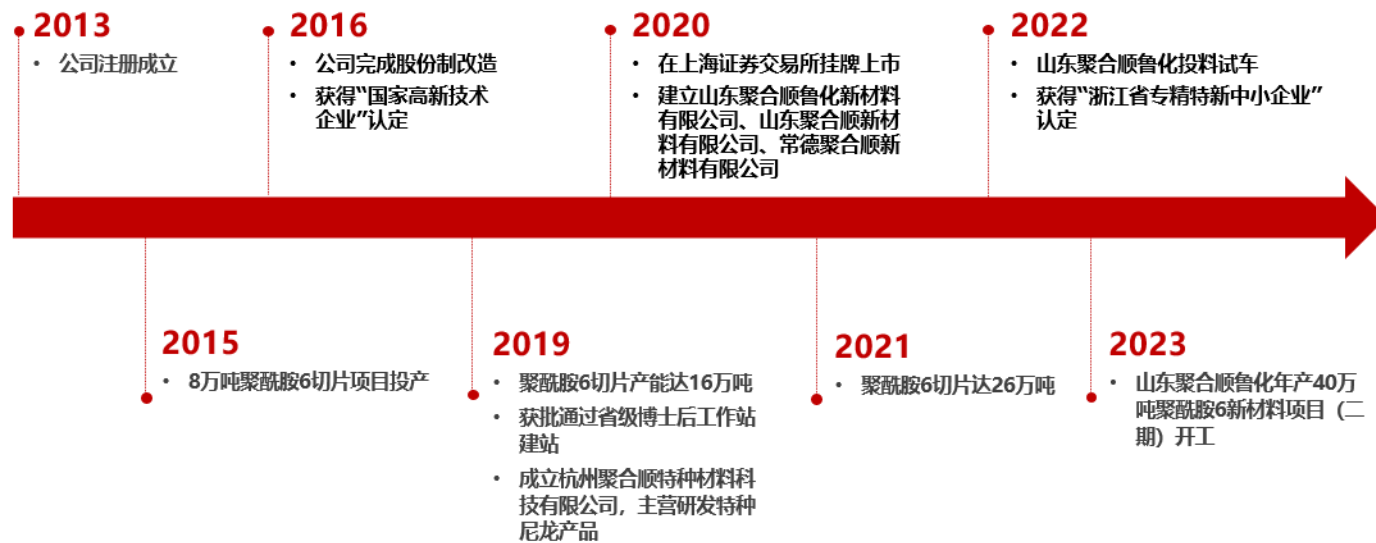 2013
• 公司注册成立
2016
• 公司完成股份制改造
• 获得“国家高新技术
企业”认定
2020
• 在上海证券交易所挂牌上市
• 建立山东聚合顺鲁化新材料
有限公司、山东聚合顺新材
料有限公司、常德聚合顺新
材料有限公司
2022
• 山东聚合顺鲁化投料试车
• 获得“浙江省专精特新中小企业”
认定
2015
• 8万吨聚酰胺6切片项目投产
2019
• 聚酰胺6切片产能达16万吨
• 获批通过省级博士后工作站
建站
• 成立杭州聚合顺特种材料科
技有限公司，主营研发特种
尼龙产品
2021
• 聚酰胺6切片达26万吨
2023
• 山东聚合顺鲁化年产40万
吨聚酰胺6新材料项目（二
期）开工